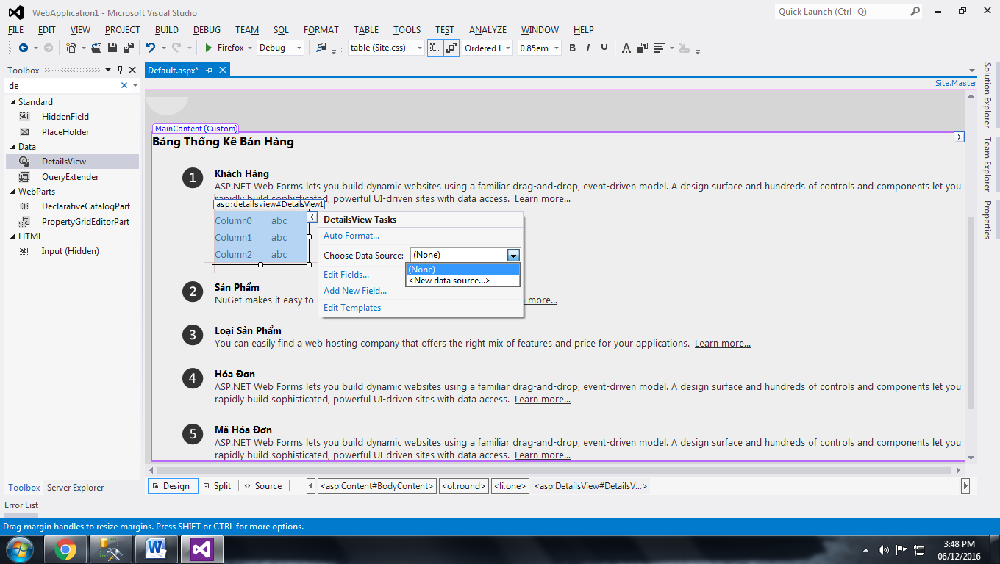 WebApplication1 - Microsoft Visual Studio
Quick Launch (Ctrl+Q)
FILE EDIT VIEW PROJECT BUILD DEBUG TEAM SQL FORMAT TABLE TOOLS TEST ANALYZE WINDOW HELP
Firefox Debug table (Site.css) Ordered L 0.85em B I U A
Toolbox
Default.aspx*
de
Site.Master
Standard
HiddenField
PlaceHolder
Data
DetailsView
QueryExtender
WebParts
DeclarativeCatalogPart
PropertyGridEditorPart
HTML
Input (Hidden)
MainContent (Custom)
Bảng Thống Kê Bán Hàng
1 Khách Hàng
ASP.NET Web Forms lets you build dynamic websites using a familiar drag-and-drop, event-driven model. A design surface and hundreds of controls and components let you
rapidly build sophisticated, powerful UI-driven sites with data access. Learn more...
asp:detailsview#DetailsView1
Column0 abc
Column1 abc
Column2 abc
DetailsView Tasks
Auto Format...
Choose Data Source: (None)
(None)
<New data source...>
Edit Fields...
Add New Field...
Edit Templates
2 Sản Phẩm
NuGet makes it easy to more...
3 Loại Sản Phẩm
You can easily find a web hosting company that offers the right mix of features and price for your applications. Learn more...
4 Hóa Đơn
ASP.NET Web Forms lets you build dynamic websites using a familiar drag-and-drop, event-driven model. A design surface and hundreds of controls and components let you
rapidly build sophisticated, powerful UI-driven sites with data access. Learn more...
5 Mã Hóa Đơn
ASP.NET Web Forms lets you build dynamic websites using a familiar drag-and-drop, event-driven model. A design surface and hundreds of controls and components let you
rapidly build sophisticated, powerful UI-driven sites with data access. Learn more...
Solution Explorer
Team Explorer
Properties
Toolbox Server Explorer
Design Split Source <asp:Content#BodyContent> <ol.round> <li.one> <asp:DetailsView#DetailsV...>
Error List
Drag margin handles to resize margins. Press SHIFT or CTRL for more options.
3:48 PM
06/12/2016